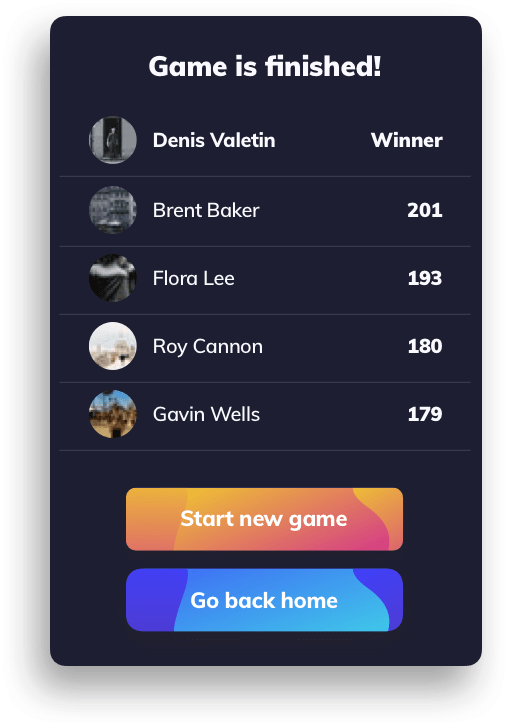 Game is finished!
Denis Valetin Winner
Brent Baker 201
Flora Lee 193
Roy Cannon 180
Gavin Wells 179
Start new game
Go back home